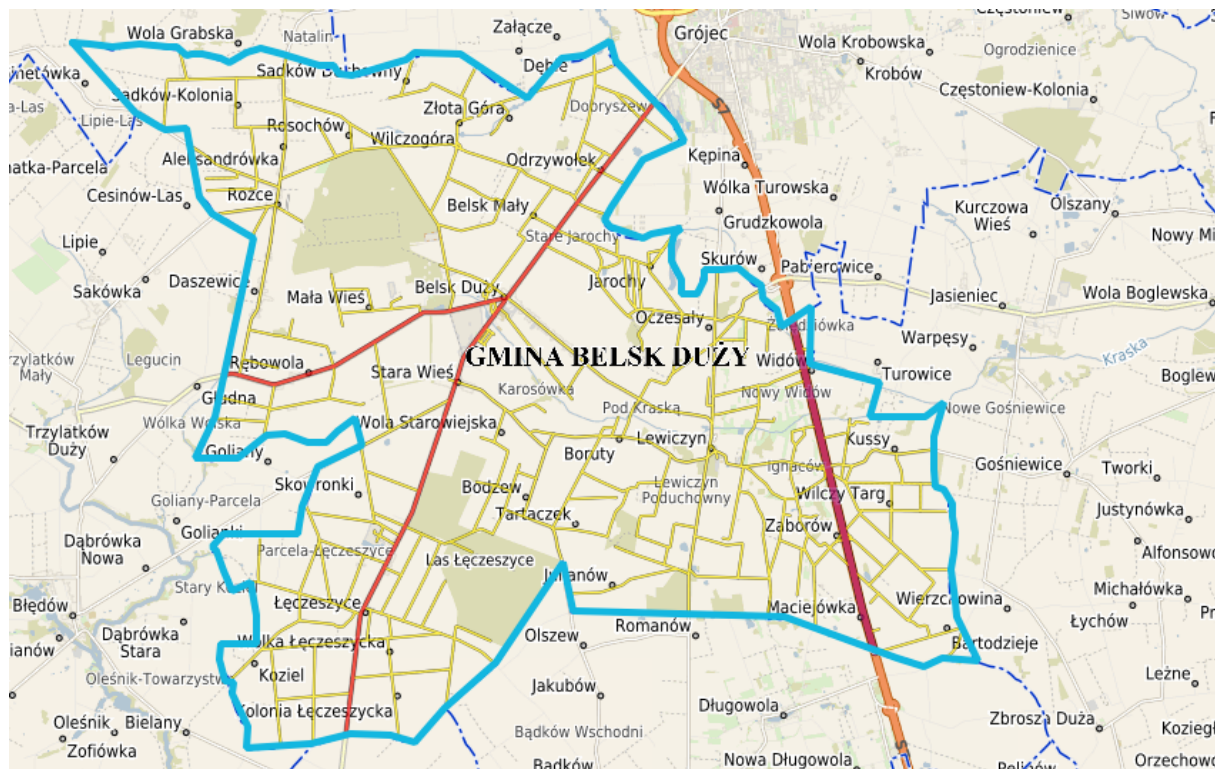 Wola Grabska
Natalin
Załącze
Dębie
Grójec
Częstoniew
Siwów
Wola Krobowska
Ogrodzienice
Krobów
Sadków Duchowny
Częstoniew-Kolonia
Sadków-Kolonia
Lipie-Las
Złota Góra
Dobryszew
S7
Rosochów
Wilczogóra
Aleksandrówka
Odrzywołek
Kępina
Cesinów-Las
Rożce
Wólka Turowska
Belsk Mały
Grudzkowola
Kurczowa
Wieś
Olszany
Lipie
Stare Jarochy
Nowy Mi
Skurów
Pabierowice
Sakówka
Daszewice
Jarochy
Belsk Duży
Mała Wieś
Jasieniec
Wola Boglewska
Oczesały
Warpęsy
Legucin
GMINA BELSK DUŻY
Widów
Kraska
Rębowola
Stara Wieś
Turowice
Karosówka
Nowy Widów
Głudna
Pod Kraską
Nowe Gośniewice
Wólka Wolska
Wola Starowiejska
Trzylatków
Duży
Lewiczyn
Kussy
Goliany
Boruty
Ignaców
Gośniewice
Tworki
Skowronki
Bodzew
Lewiczyn
Poduchowny
Wilczy Targ
Goliany-Parcela
Tartaczek
Justynówka
Zaborów
Golianki
Dąbrówka
Nowa
Parcela-Łęczeszyce
Las Łęczeszyce
Julianów
Michałówka
Błędów
Łęczeszyce
Maciejówka
Wierzchowina
Łychów
Dąbrówka
Stara
Wólka Łęczeszycka
Olszew
Romanów
Bartodzieje
Koziel
Oleśnik-Towarzystwo
Jakubów
Leżne
Kolonia Łęczeszycka
Długowola
Oleśnik
Bielany
Bądków Wschodni
Zbrosza Duża
Zofiówka
Bądków
Nowa Długowola